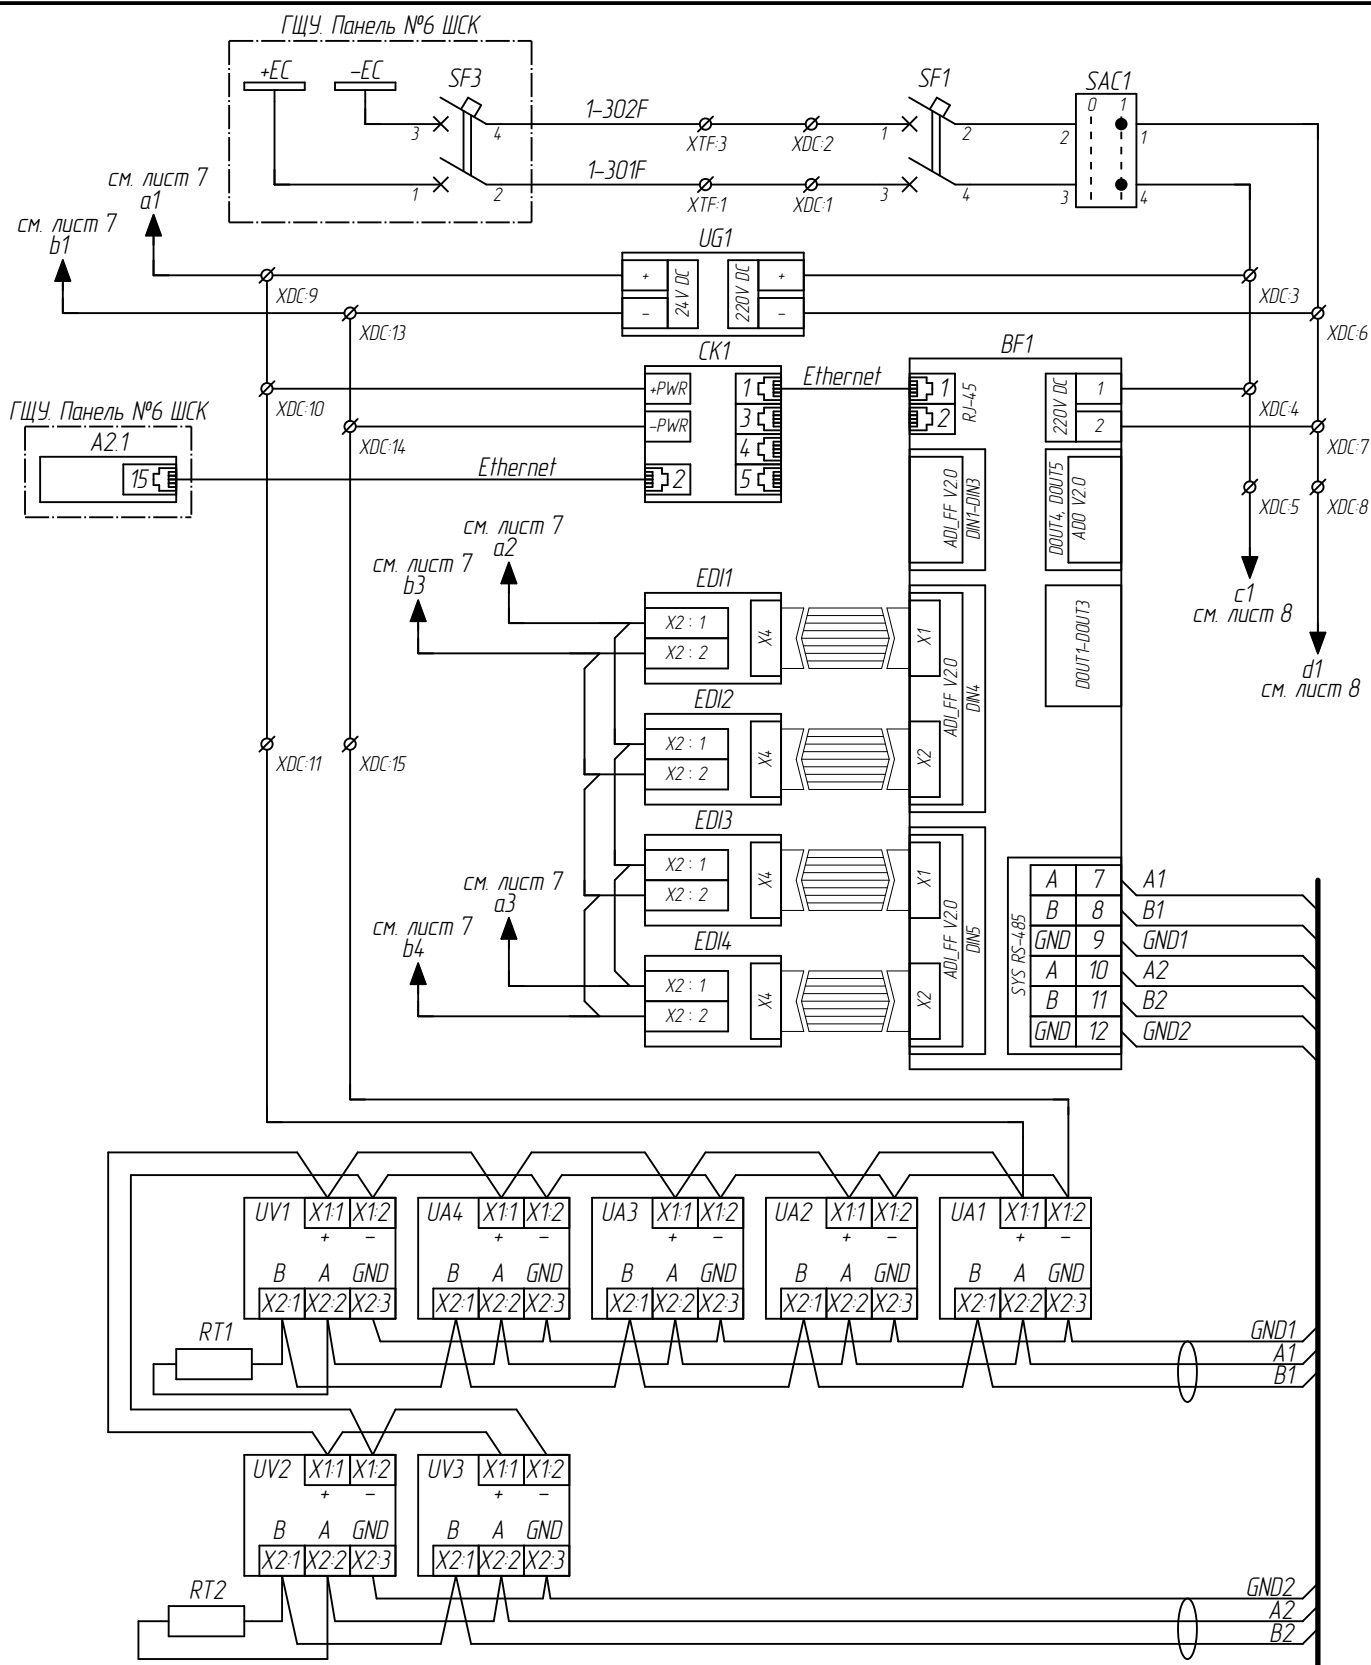 ГЩУ. Панель №6 ШСК
+EC
-EC
SF3
SF1
SAC1
0 1
3
4
1-302F
XTF:3
XDC:2
1
2
2
1
1
2
1-301F
XTF:1
XDC:1
3
4
3
4
см. лист 7
a1
см. лист 7
b1
UG1
+
24V DC
220V DC
+
-
-
XDC:9
XDC:3
XDC:13
XDC:6
CK1
BF1
+PWR
1
Ethernet
1
RJ-45
220V DC
1
XDC:10
XDC:4
-PWR
3
2
2
XDC:14
XDC:7
ГЩУ. Панель №6 ШСК
A2.1
15
Ethernet
4
2
5
ADI_FF V2.0
DIN1-DIN3
DOUT4, DOUT5
ADO V2.0
XDC:5
XDC:8
см. лист 7
a2
см. лист 7
b3
c1
см. лист 8
d1
см. лист 8
EDI1
X2 : 1
X2 : 2
X4
X1
ADI_FF V2.0
DIN4
DOUT1-DOUT3
EDI2
X2 : 1
X2 : 2
X4
X2
XDC:11
XDC:15
EDI3
X2 : 1
X2 : 2
X4
X1
ADI_FF V2.0
DIN5
см. лист 7
a3
см. лист 7
b4
EDI4
X2 : 1
X2 : 2
X4
X2
SYS RS-485
A 7 A1
B 8 B1
GND 9 GND1
A 10 A2
B 11 B2
GND 12 GND2
UV1 X1:1 X1:2
UA4 X1:1 X1:2
UA3 X1:1 X1:2
UA2 X1:1 X1:2
UA1 X1:1 X1:2
+ -
+ -
+ -
+ -
+ -
B A GND
B A GND
B A GND
B A GND
B A GND
X2:1 X2:2 X2:3
X2:1 X2:2 X2:3
X2:1 X2:2 X2:3
X2:1 X2:2 X2:3
X2:1 X2:2 X2:3
RT1
GND1
A1
B1
UV2 X1:1 X1:2
UV3 X1:1 X1:2
+ -
+ -
B A GND
B A GND
X2:1 X2:2 X2:3
X2:1 X2:2 X2:3
RT2
GND2
A2
B2